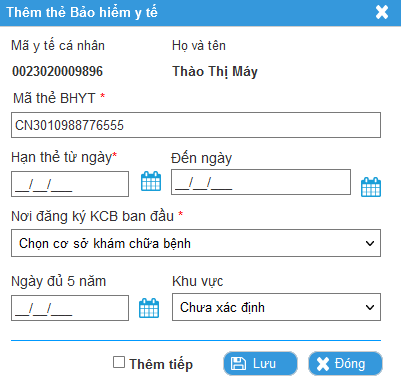 Thêm thẻ Bảo hiểm y tế
Mã y tế cá nhân Họ và tên
0023020009896 Thào Thị Máy
Mã thẻ BHYT *
CN3010988776555
Hạn thẻ từ ngày* Đến ngày
__/__/___ __/__/___
Nơi đăng ký KCB ban đầu *
Chọn cơ sở khám chữa bệnh
Ngày đủ 5 năm Khu vực
__/__/___ Chưa xác định
Thêm tiếp Lưu Đóng